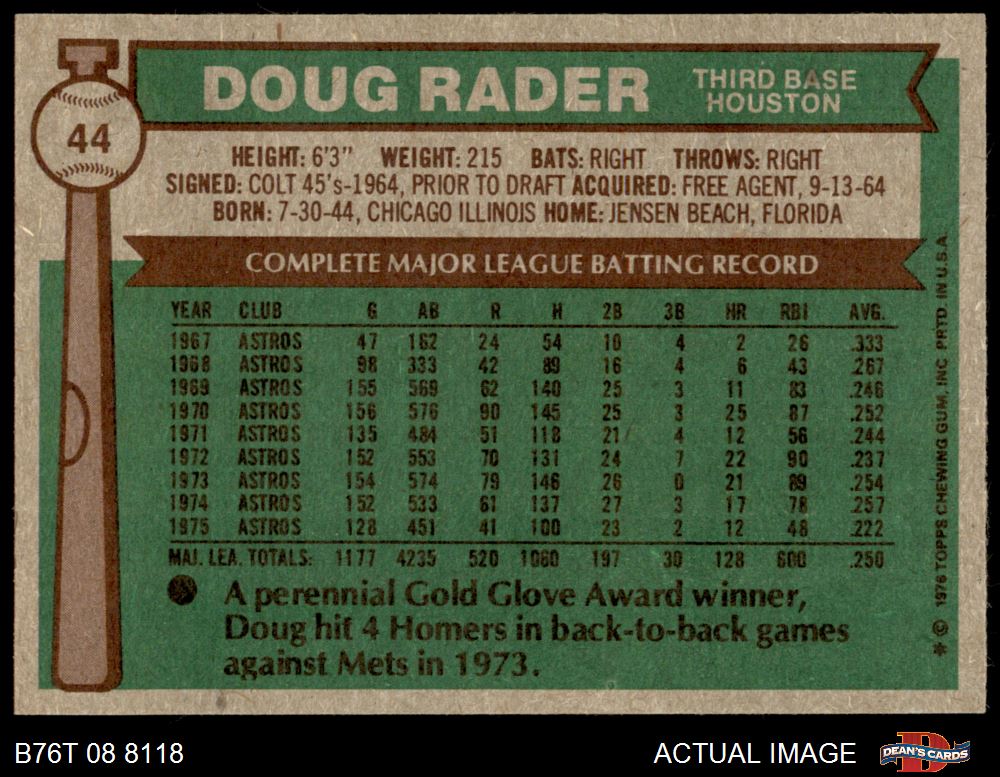 DOUG RADER
THIRD BASE
HOUSTON
44
HEIGHT: 6'3" WEIGHT: 215 BATS: RIGHT THROWS: RIGHT
SIGNED: COLT 45's-1964, PRIOR TO DRAFT ACQUIRED: FREE AGENT, 9-13-64
BORN: 7-30-44, CHICAGO ILLINOIS HOME: JENSEN BEACH, FLORIDA
COMPLETE MAJOR LEAGUE BATTING RECORD
YEAR CLUB G AB R H 2B 3B HR RBI AVG.
1967 ASTROS 47 162 24 54 10 4 2 26 .333
1968 ASTROS 98 333 42 89 16 4 6 43 .267
1969 ASTROS 155 569 62 140 25 3 11 83 .246
1970 ASTROS 156 576 90 145 25 3 25 87 .252
1971 ASTROS 135 484 51 118 21 4 12 56 .244
1972 ASTROS 152 553 70 131 24 7 22 90 .237
1973 ASTROS 154 574 79 146 26 0 21 89 .254
1974 ASTROS 152 533 61 137 27 3 17 78 .257
1975 ASTROS 128 451 41 100 23 2 12 48 .222
MAJ. LEA. TOTALS: 1177 4235 520 1060 197 30 128 600 .250
A perennial Gold Glove Award winner,
Doug hit 4 Homers in back-to-back games
against Mets in 1973.
* © 1976 TOPPS CHEWING GUM, INC. PRTD. IN U.S.A.
B76T 08 8118
ACTUAL IMAGE
D
DEAN'S CARDS